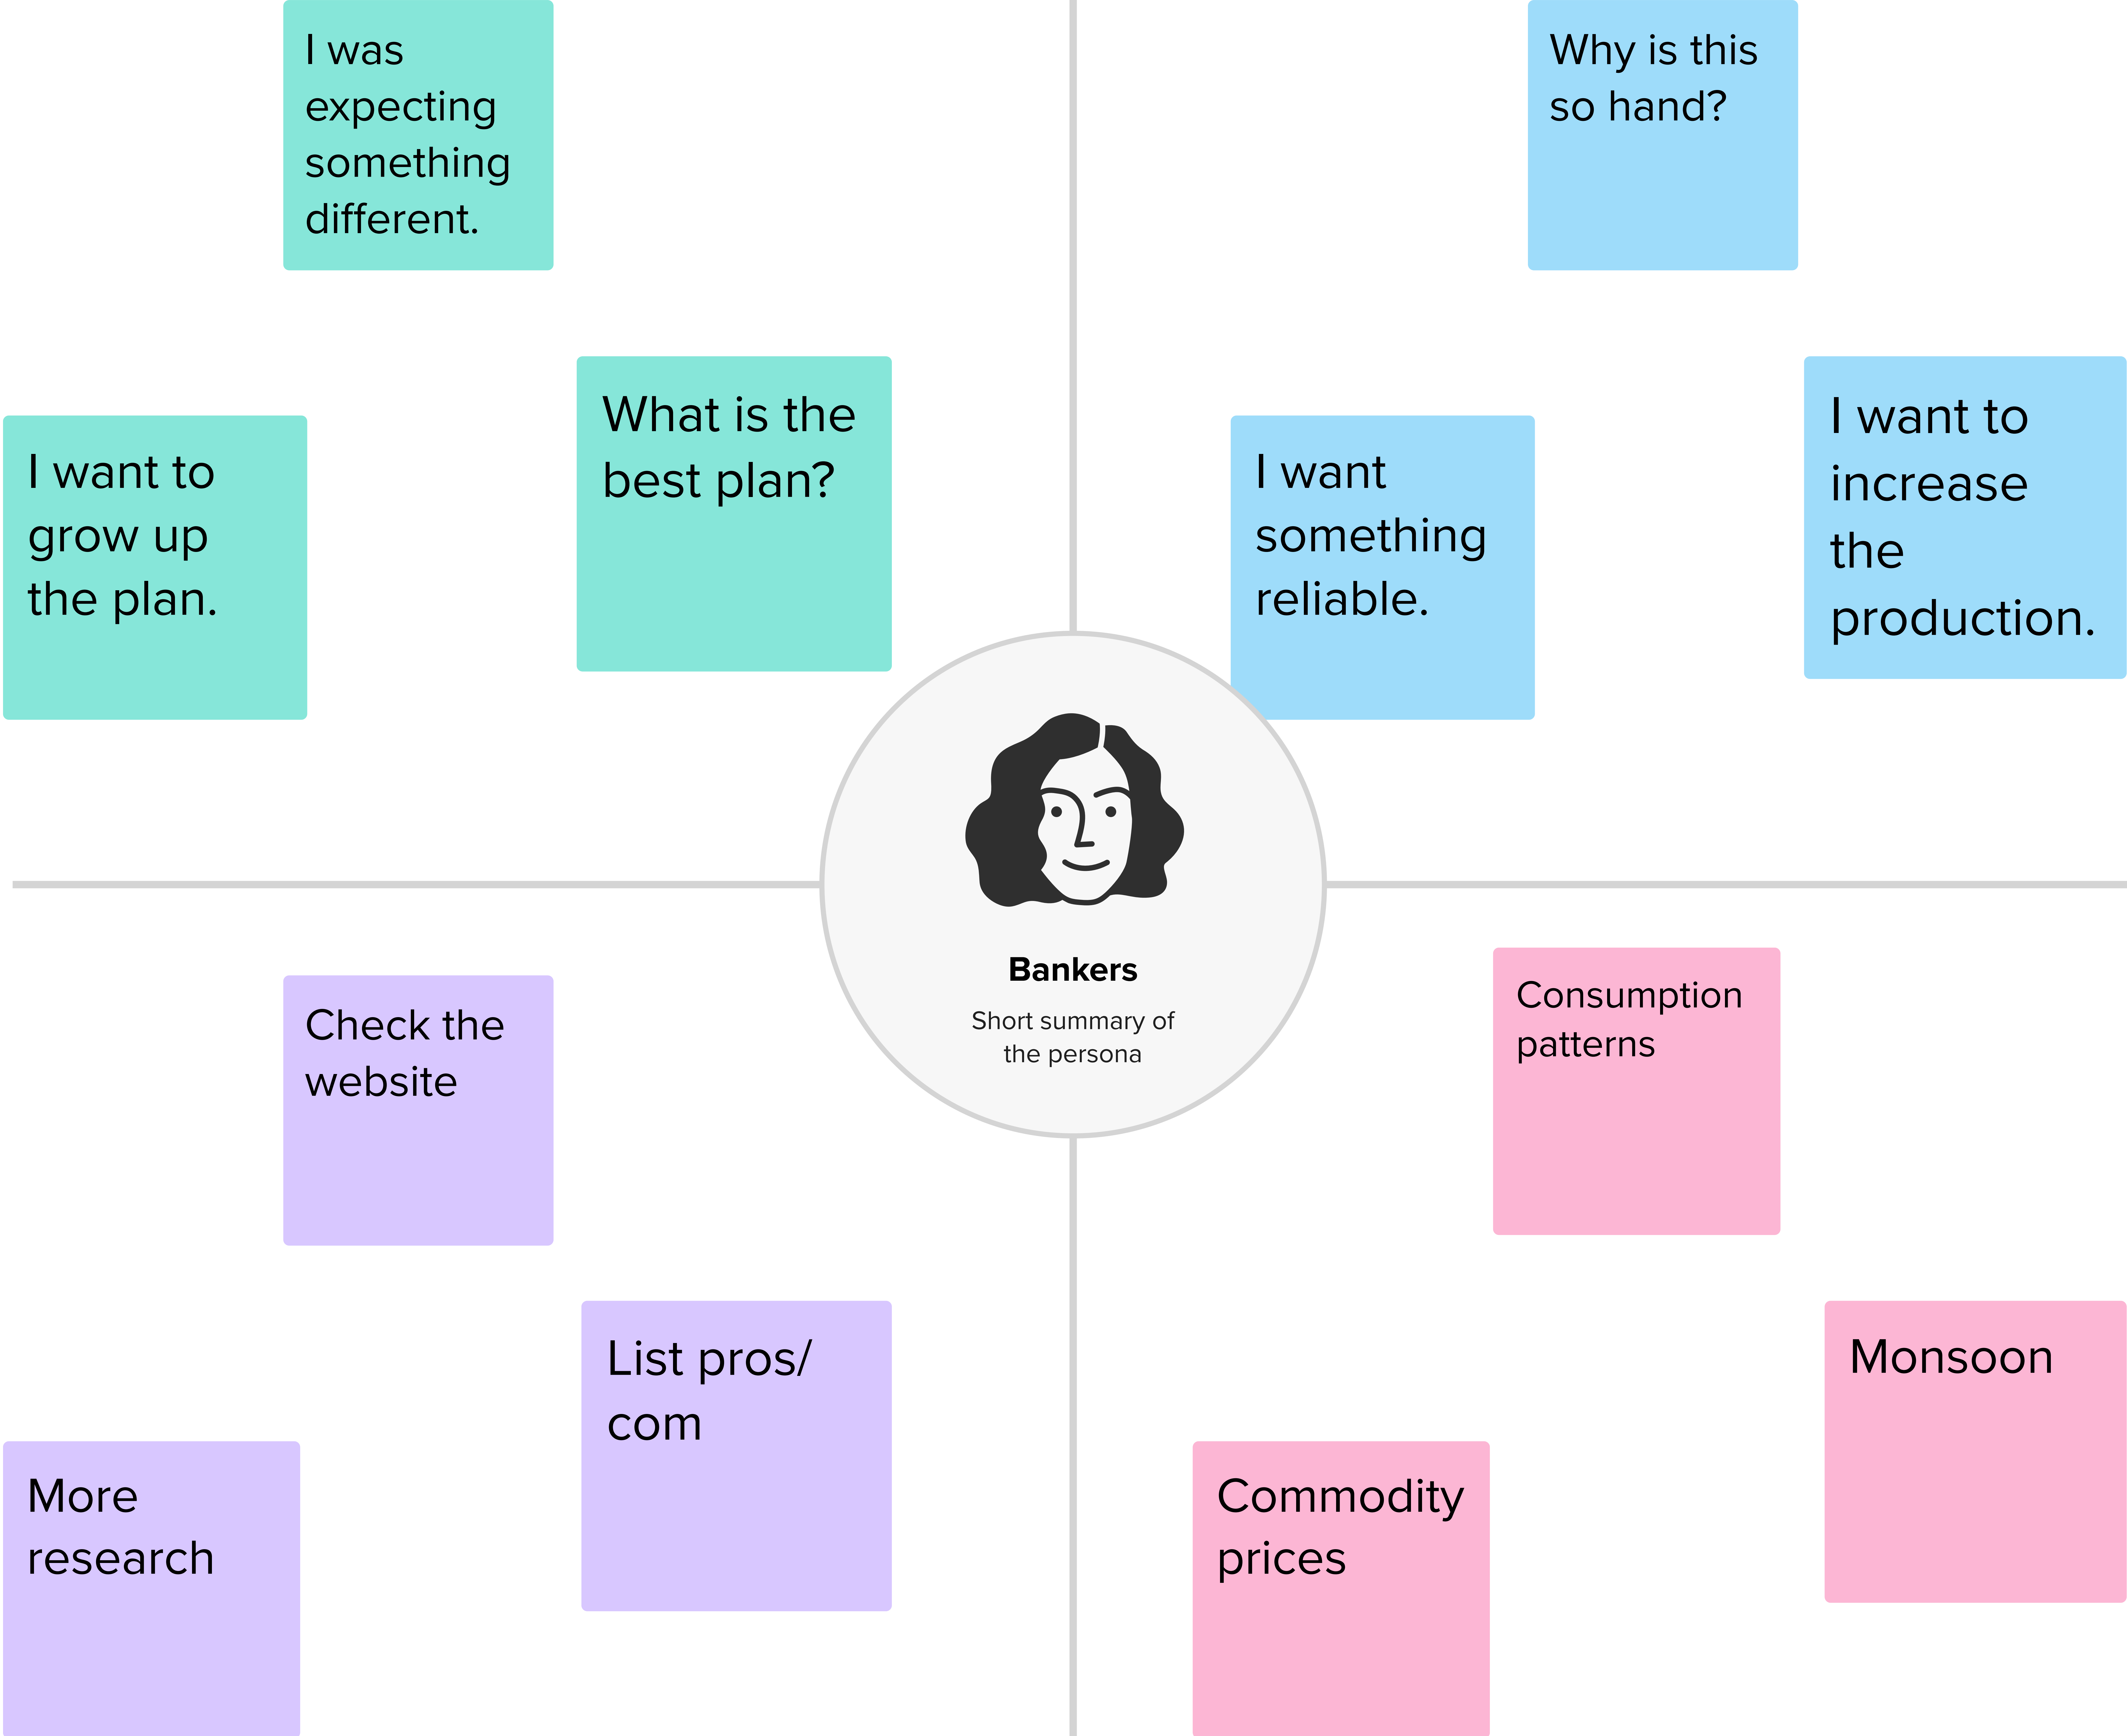 I was
expecting
something
different.
I want to
grow up
the plan.
What is the
best plan?
Why is this
so hand?
I want
something
reliable.
I want to
increase
the
production.
Bankers
Short summary of
the persona
Check the
website
List pros/
com
More
research
Consumption
patterns
Monsoon
Commodity
prices